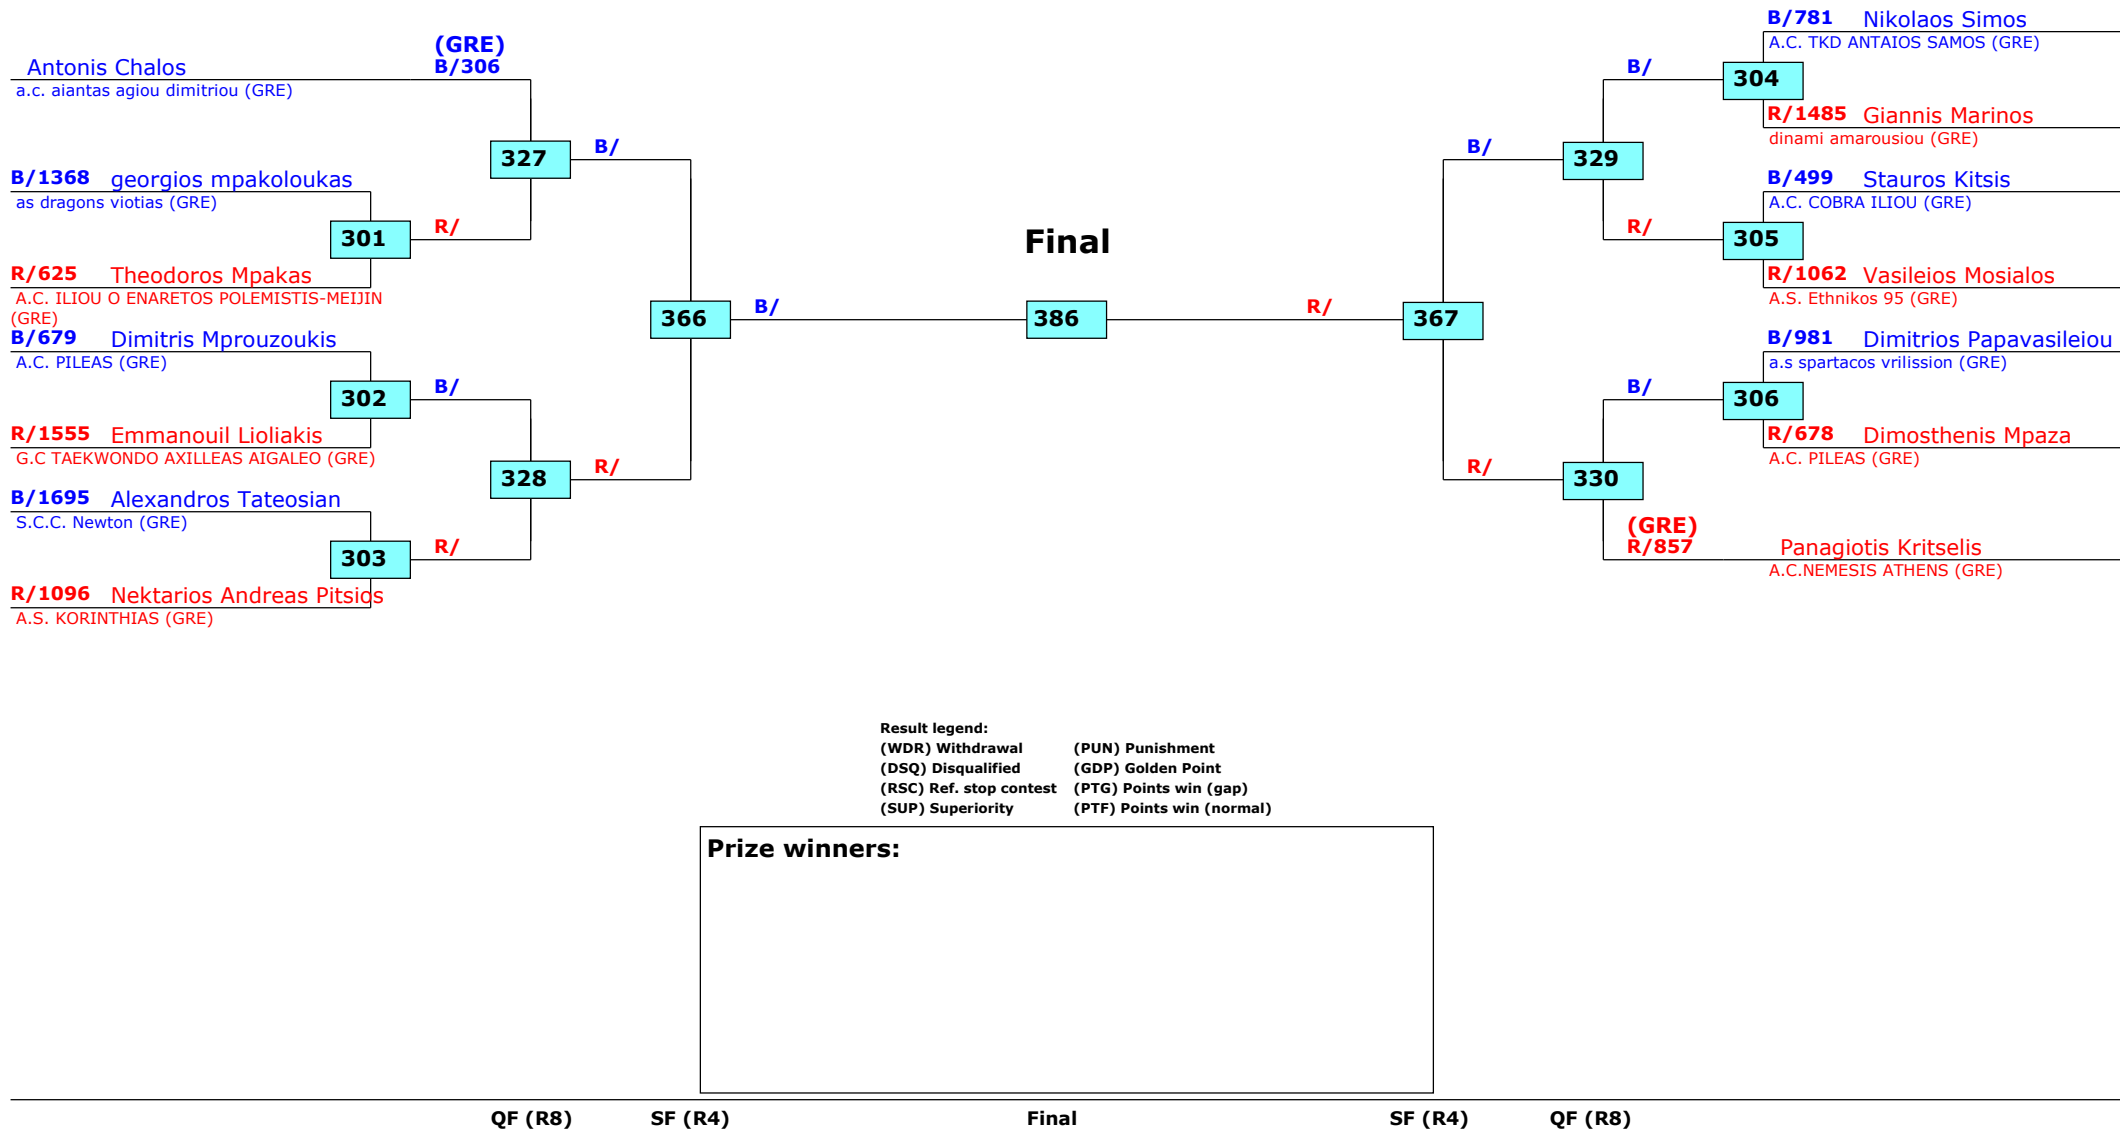 (GRE)
Antonis Chalos B/306
a.c. aiantas agiou dimitriou (GRE)
327 B/
B/1368 georgios mpakoloukas
as dragons viotias (GRE)
301 R/
R/625 Theodoros Mpakas
A.C. ILIOU O ENARETOS POLEMISTIS-MEIJIN
(GRE)
366 B/
B/679 Dimitris Mprouzoukis
A.C. PILEAS (GRE)
302 B/
R/1555 Emmanouil Lioliakis
G.C TAEKWONDO AXILLEAS AIGALEO (GRE)
328 R/
B/1695 Alexandros Tateosian
S.C.C. Newton (GRE)
303 R/
R/1096 Nektarios Andreas Pitsios
A.S. KORINTHIAS (GRE)
Final
386
B/781 Nikolaos Simos
A.C. TKD ANTAIOS SAMOS (GRE)
B/ 304
R/1485 Giannis Marinos
dinami amarousiou (GRE)
B/ 329
B/499 Stauros Kitsis
A.C. COBRA ILIOU (GRE)
R/ 305
R/1062 Vasileios Mosialos
A.S. Ethnikos 95 (GRE)
R/ 367
B/981 Dimitrios Papavasileiou
a.s spartacos vrilission (GRE)
B/ 306
R/678 Dimosthenis Mpaza
A.C. PILEAS (GRE)
R/ 330
(GRE)
R/857 Panagiotis Kritselis
A.C.NEMESIS ATHENS (GRE)
Result legend:
(WDR) Withdrawal (PUN) Punishment
(DSQ) Disqualified (GDP) Golden Point
(RSC) Ref. stop contest (PTG) Points win (gap)
(SUP) Superiority (PTF) Points win (normal)
Prize winners:
QF (R8) SF (R4) Final SF (R4) QF (R8)